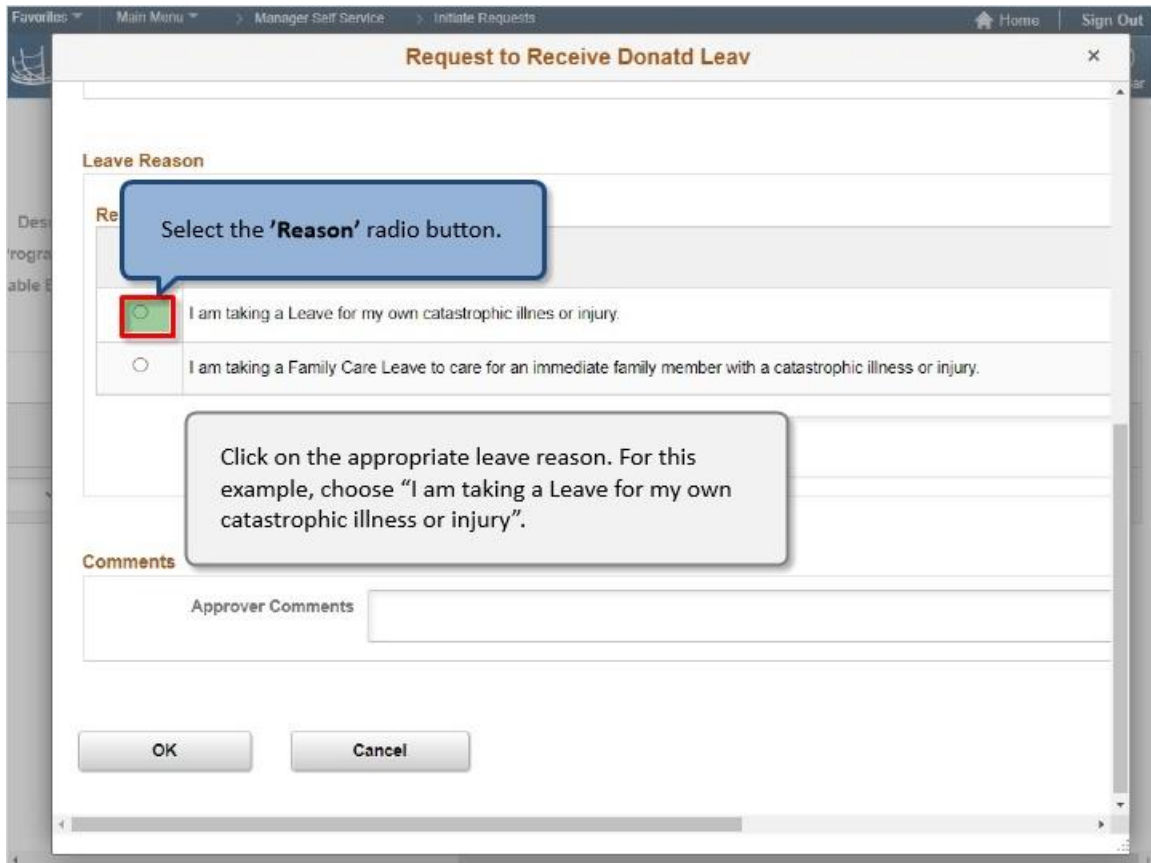 Favorites Main Menu > Manager Self Service > Initiate Requests Home Sign Out
Request to Receive Donatd Leav ×
ar
Leave Reason
Re
Select the 'Reason' radio button.
Desi
Progra
able E
I am taking a Leave for my own catastrophic illnes or injury.
I am taking a Family Care Leave to care for an immediate family member with a catastrophic illness or injury.
Click on the appropriate leave reason. For this
example, choose “I am taking a Leave for my own
catastrophic illness or injury”.
Comments
Approver Comments
OK Cancel